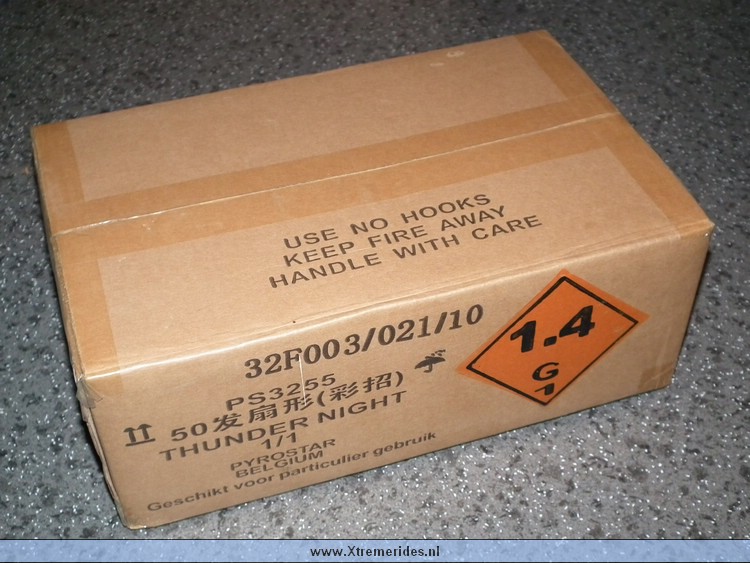 USE NO HOOKS
KEEP FIRE AWAY
HANDLE WITH CARE
32F003/021/10
PS3255
50发扇形(彩招)
THUNDER NIGHT
1/1
PYROSTAR
BELGIUM
Geschikt voor particulier gebruik
1.4
G
1
www.Xtremerides.nl